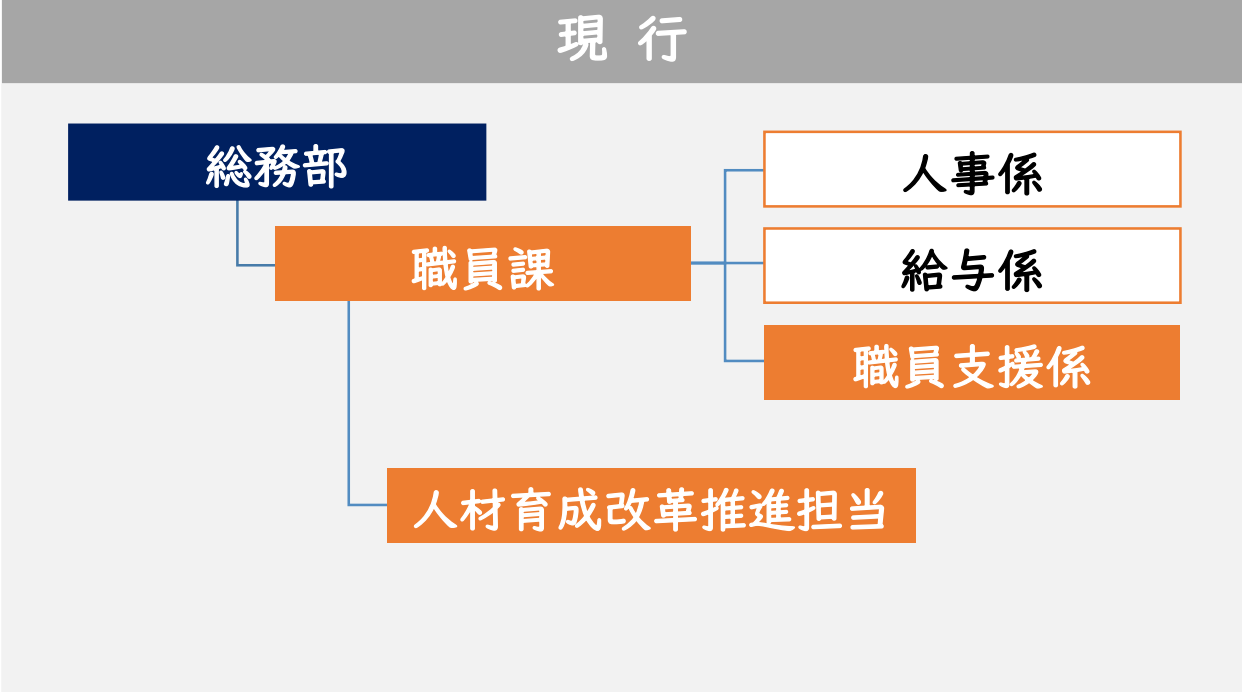 現 行
総務部
職員課
人事係
給与係
職員支援係
人材育成改革推進担当